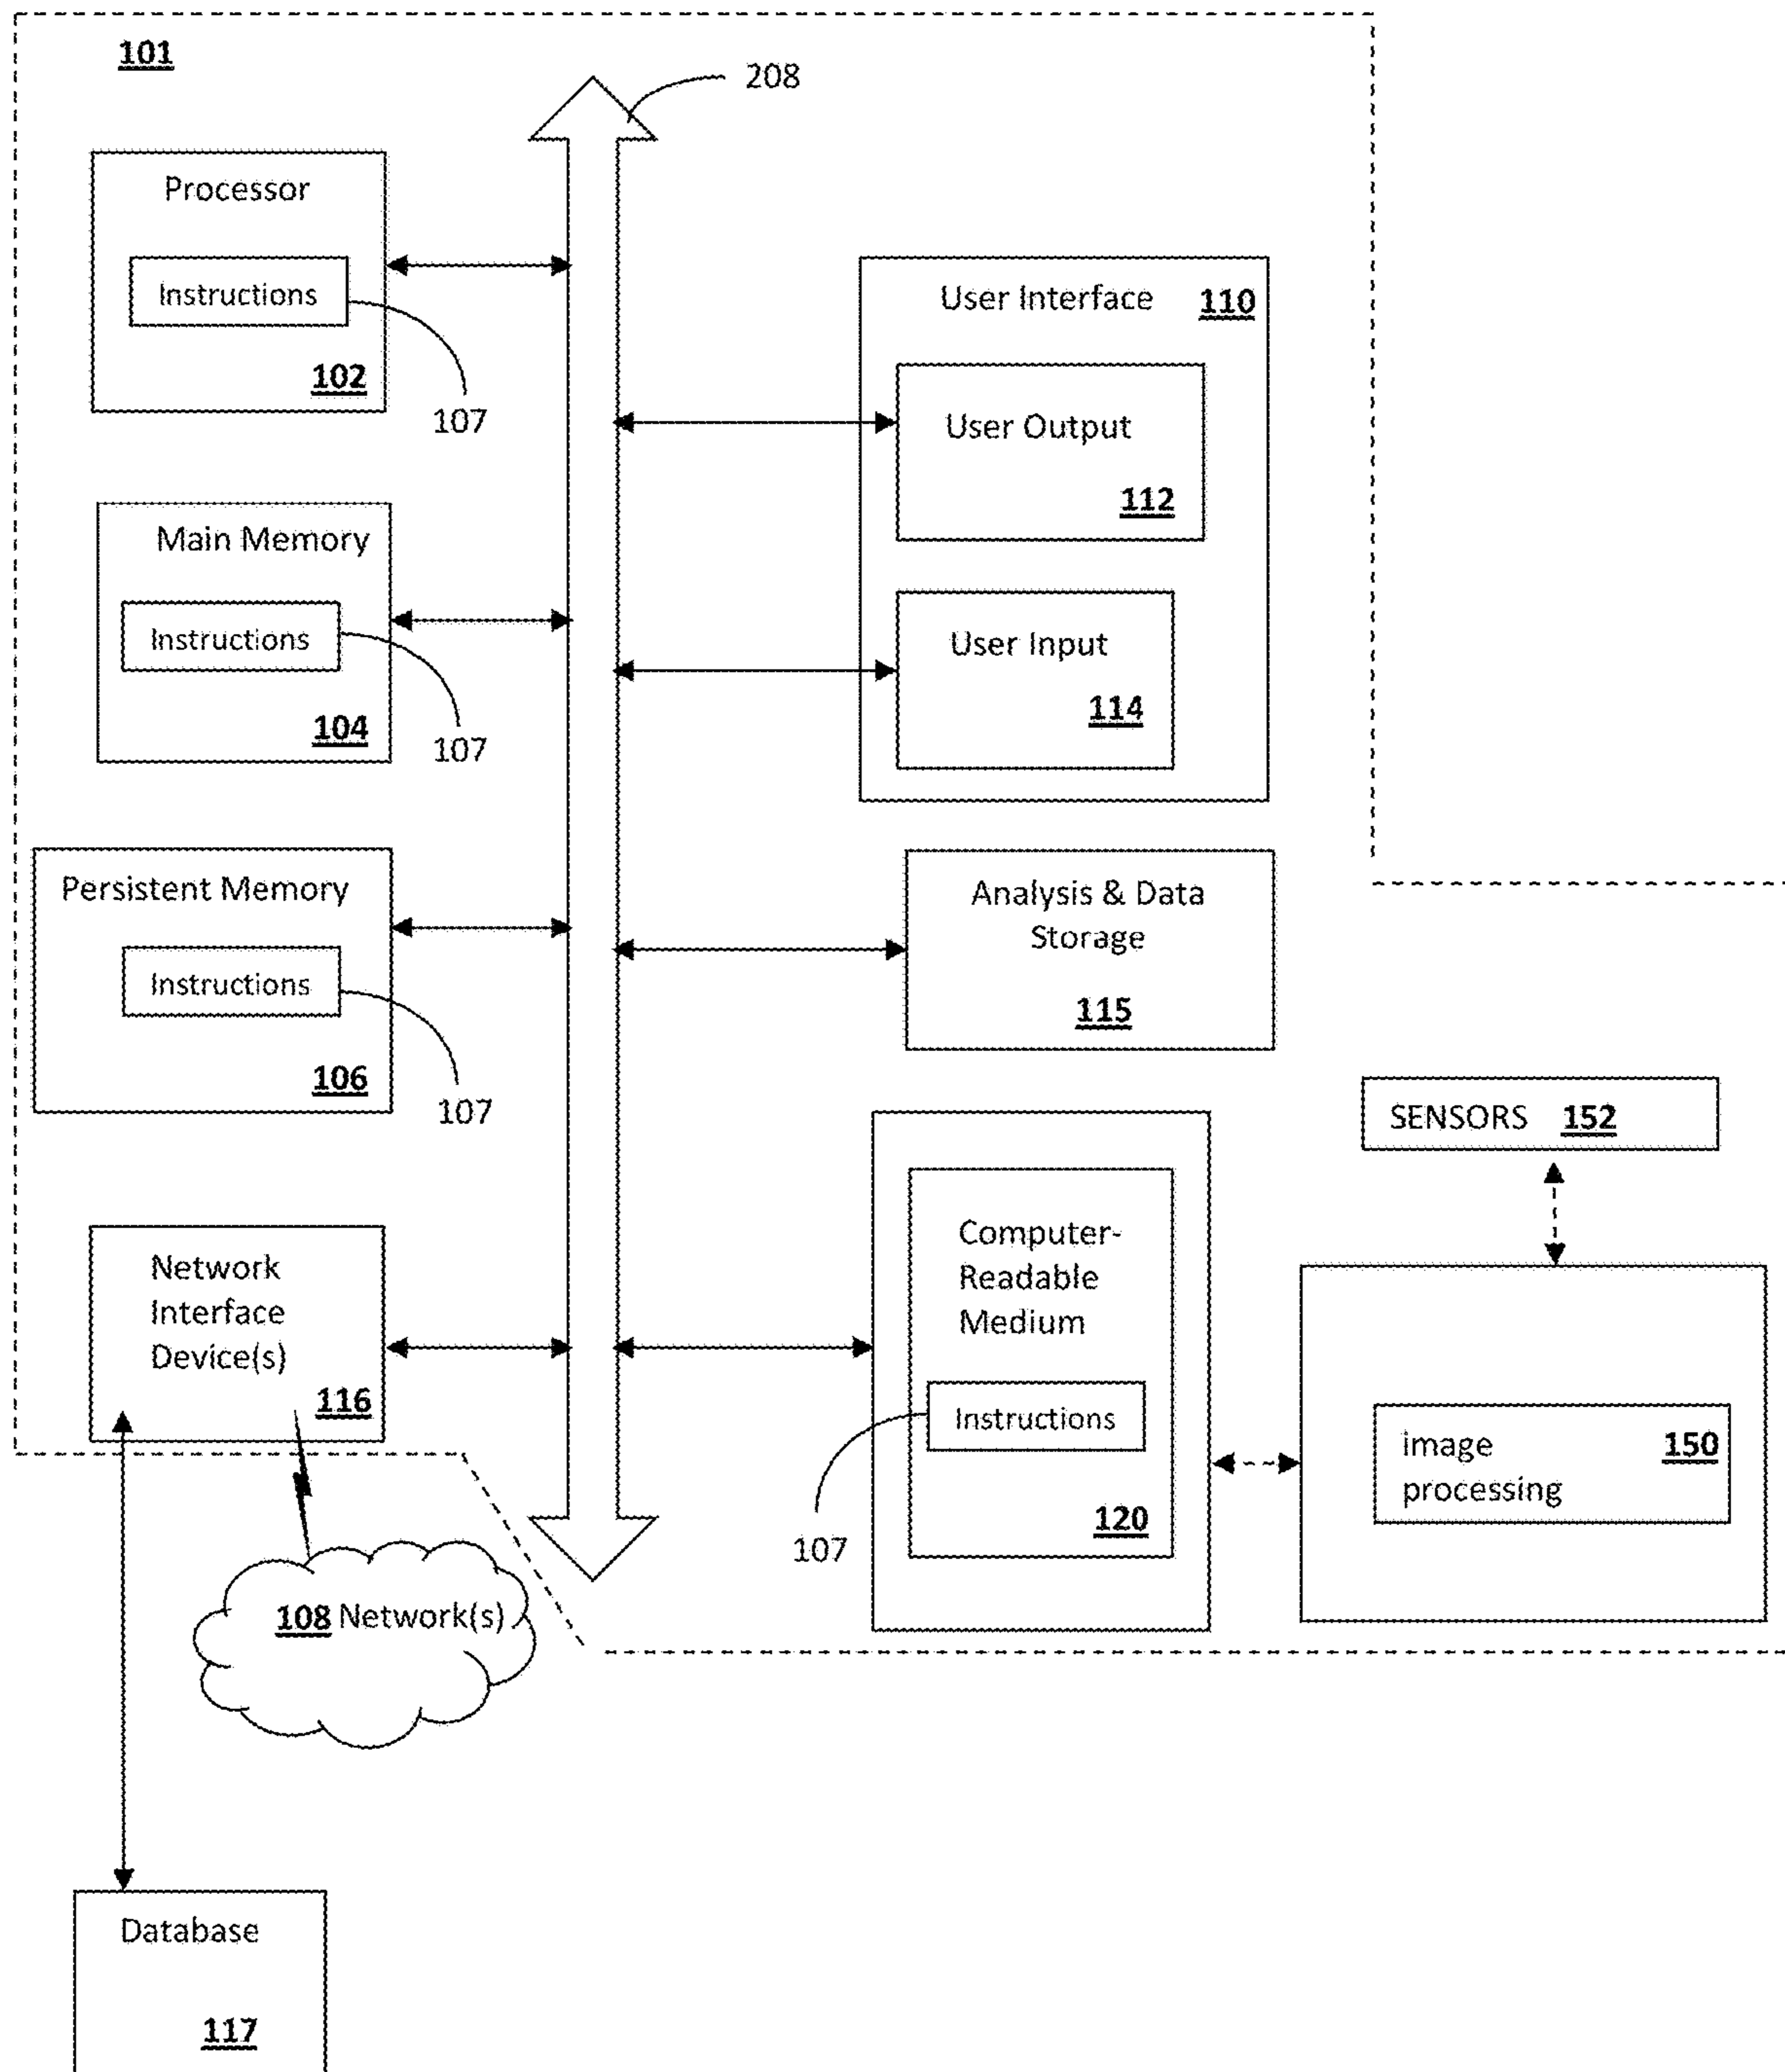 101
208
Processor
Instructions
102
107
Main Memory
Instructions
104
107
Persistent Memory
Instructions
106
107
Network
Interface
Device(s)
116
108 Network(s)
Database
117
User Interface 110
User Output
112
User Input
114
Analysis & Data
Storage
115
Computer-
Readable
Medium
Instructions
120
107
SENSORS 152
image 150
processing